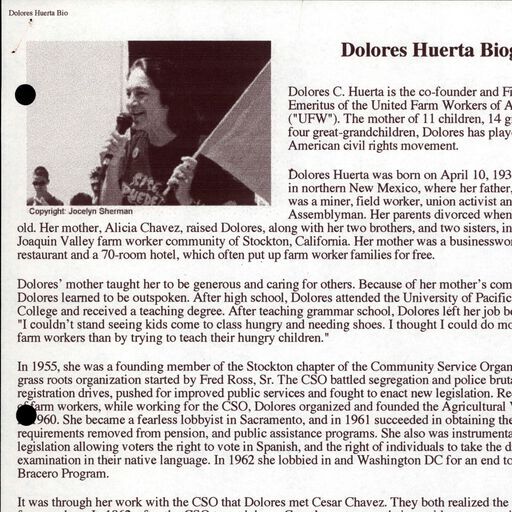 Dolores Huerta Bio
Dolores Huerta
Dolores C. Huerta is the co-founder and
Emeritus of the United Farm Workers of
("UFW"). The mother of 11 children, 14
four great-grandchildren, Dolores has
American civil rights movement.
Dolores Huerta was born on April 10,
in northern New Mexico, where her father,
was a miner, field worker, union activist
Copyright: Jocelyn Sherman
Assemblyman. Her parents divorced when
old. Her mother, Alicia Chavez, raised Dolores, along with her two brothers, and two sisters, in
Joaquin Valley farm worker community of Stockton, California. Her mother was a
restaurant and a 70-room hotel, which often put up farm worker families for free.
Dolores' mother taught her to be generous and caring for others. Because of her mother's
Dolores learned to be outspoken. After high school, Dolores attended the University of Pacific
College and received a teaching degree. After teaching grammar school, Dolores left her job
"I couldn't stand seeing kids come to class hungry and needing shoes. I thought I could do
farm workers than by trying to teach their hungry children."
In 1955, she was a founding member of the Stockton chapter of the Community Service
grass roots organization started by Fred Ross, Sr. The CSO battled segregation and police
registration drives, pushed for improved public services and fought to enact new legislation.
farm workers, while working for the CSO, Dolores organized and founded the Agricultural
1960. She became a fearless lobbyist in Sacramento, and in 1961 succeeded in obtaining the
requirements removed from pension, and public assistance programs. She also was
legislation allowing voters the right to vote in Spanish, and the right of individuals to take the
examination in their native language. In 1962 she lobbied in and Washington DC for an end to
Bracero Program.
It was through her work with the CSO that Dolores met Cesar Chavez. They both realized the